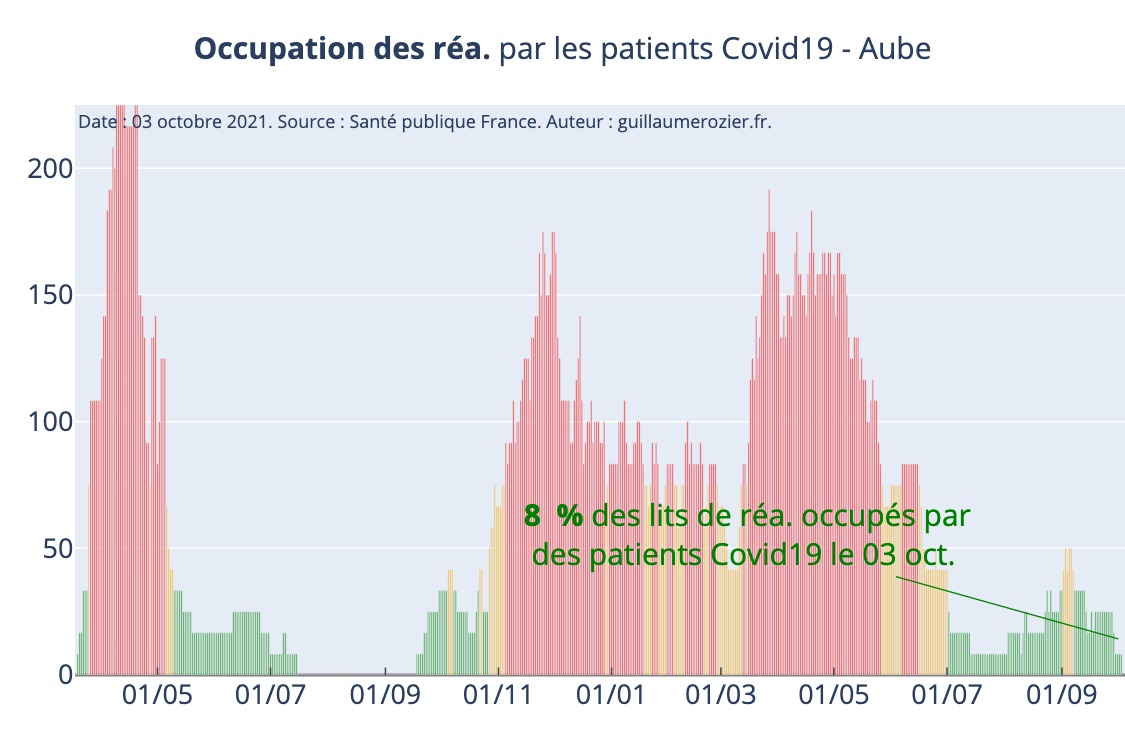 Occupation des réa. par les patients Covid19 - Aube
Date : 03 octobre 2021. Source : Santé publique France. Auteur : guillaumerozier.fr.
200
150
100
50
0
8 % des lits de réa. occupés par
des patients Covid19 le 03 oct.
01/05 01/07 01/09 01/11 01/01 01/03 01/05 01/07 01/09